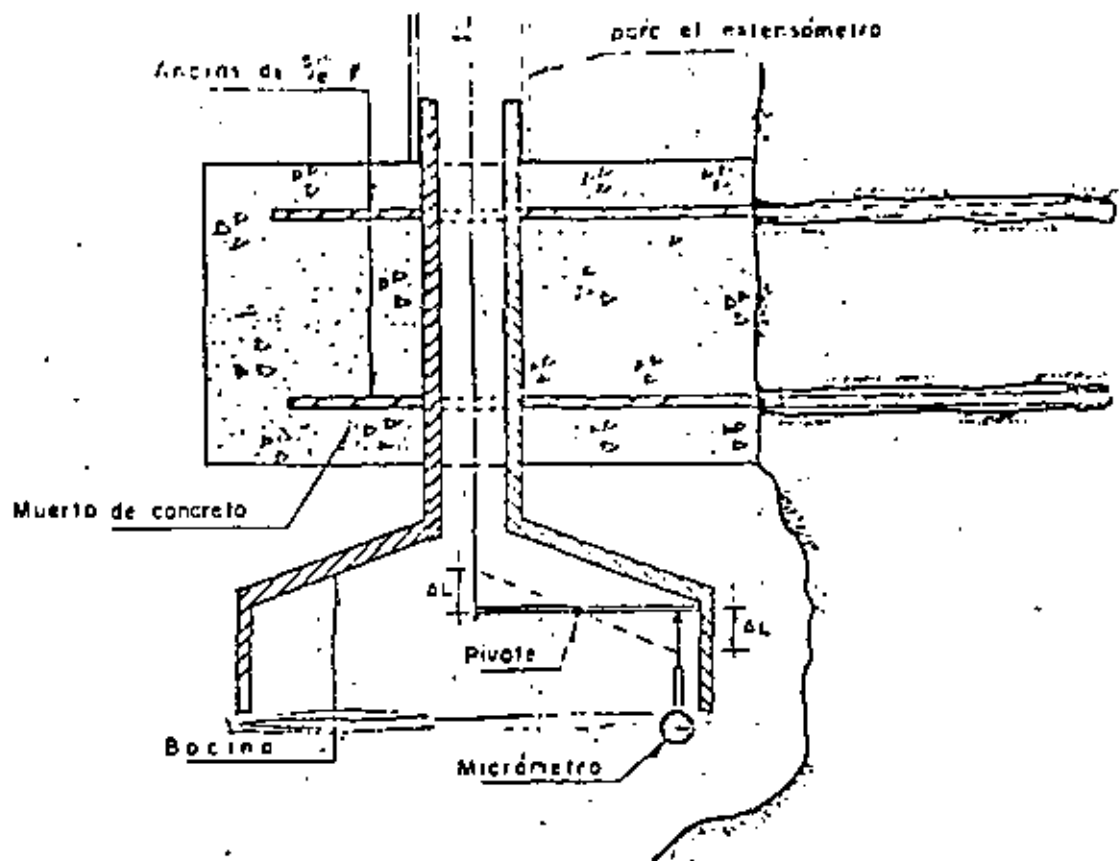 para el extensómetro
Anclas de
Muerto de concreto
ΔL
ΔL
Pivote
Bocina
Micrómetro